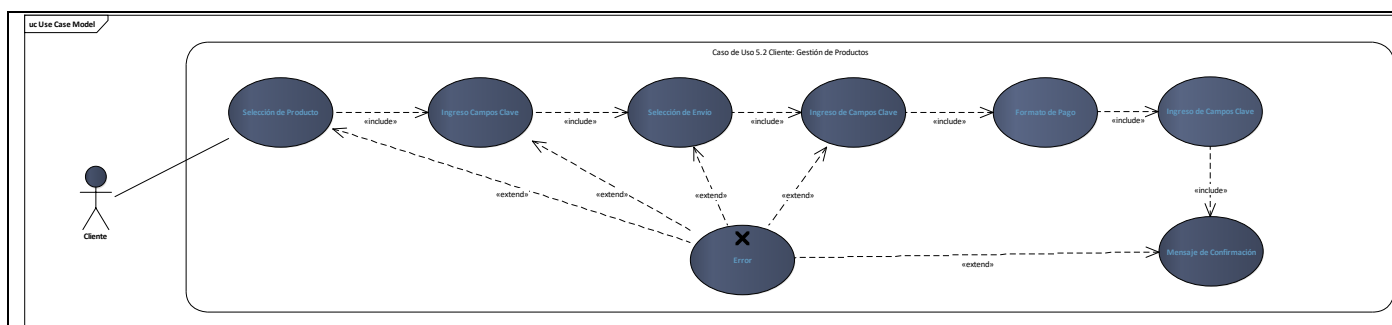 uc Use Case Model
Caso de Uso 5.2 Cliente: Gestión de Productos
Selección de Producto
«include»
Ingreso Campos Clave
«include»
Selección de Envio
«include»
Ingreso de Campos Clave
«include»
Formato de Pago
«include»
Ingreso de Campos Clave
«extend»
«extend»
«extend»
«extend»
«include»
Cliente
Error
«extend»
Mensaje de Confirmación